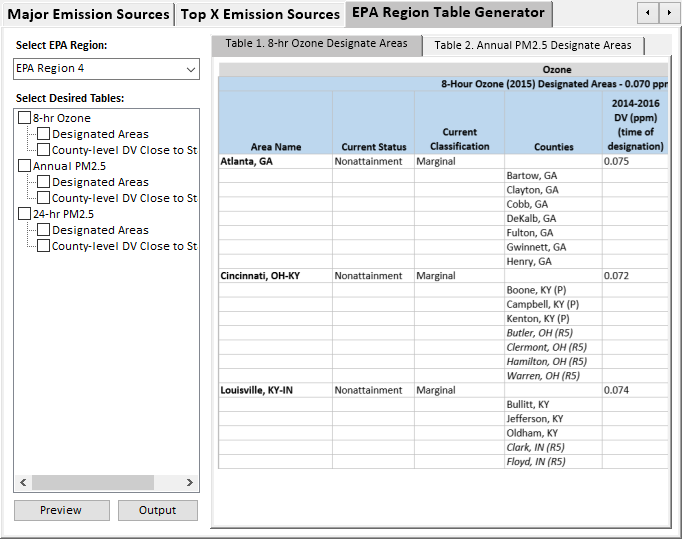 Major Emission Sources Top X Emission Sources EPA Region Table Generator
Select EPA Region:
EPA Region 4
Select Desired Tables:
8-hr Ozone
Designated Areas
County-level DV Close to St
Annual PM2.5
Designated Areas
County-level DV Close to St
24-hr PM2.5
Designated Areas
County-level DV Close to St
Preview Output
Table 1. 8-hr Ozone Designate Areas Table 2. Annual PM2.5 Designate Areas
Ozone
8-Hour Ozone (2015) Designated Areas - 0.070 ppm
2014-2016
DV (ppm)
Current (time of
Area Name Current Status Classification Counties designation)
Atlanta, GA Nonattainment Marginal 0.075
Bartow, GA
Clayton, GA
Cobb, GA
DeKalb, GA
Fulton, GA
Gwinnett, GA
Henry, GA
Cincinnati, OH-KY Nonattainment Marginal 0.072
Boone, KY (P)
Campbell, KY (P)
Kenton, KY (P)
Butler, OH (R5)
Clermont, OH (R5)
Hamilton, OH (R5)
Warren, OH (R5)
Louisville, KY-IN Nonattainment Marginal 0.074
Bullitt, KY
Jefferson, KY
Oldham, KY
Clark, IN (R5)
Floyd, IN (R5)